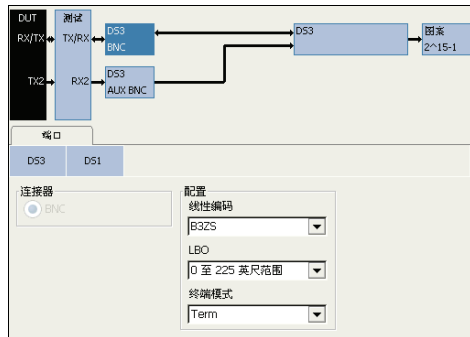 DUT 测试
RX/TX TX/RX DS3 BNC DS3 图案 2^15-1
TX2 RX2 DS3 AUX BNC
端口
DS3 DS1
连接器
BNC
配置
线性编码
B3ZS
LBO
0 至 225 英尺范围
终端模式
Term